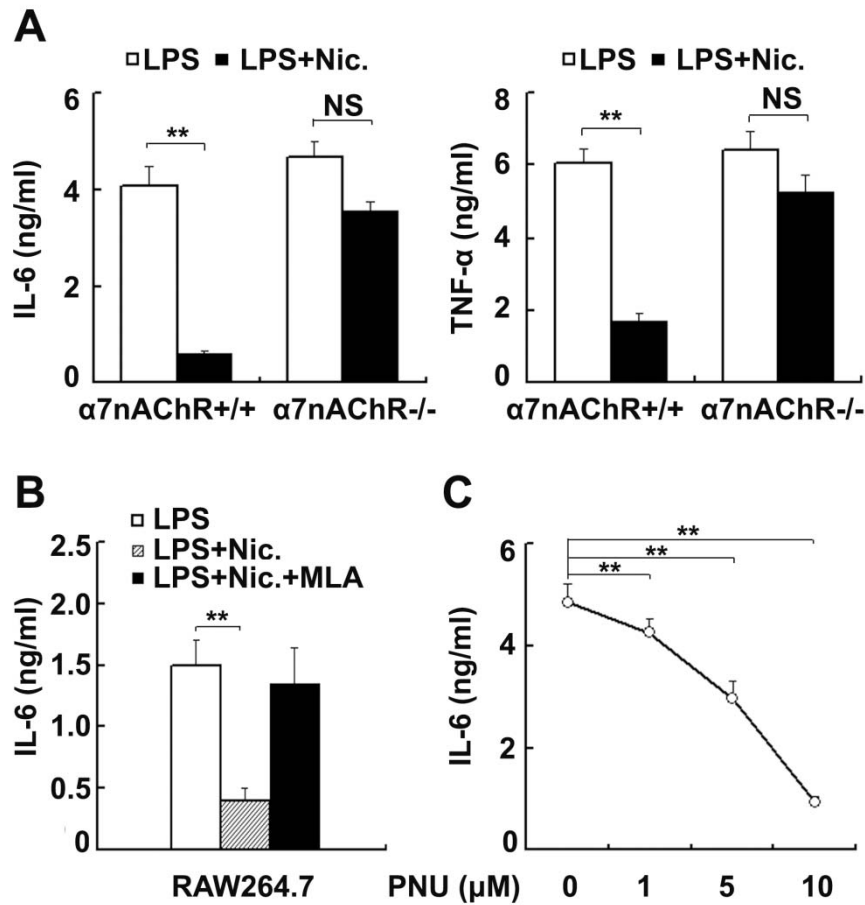 A
LPS LPS+Nic.
IL-6 (ng/ml)
6
4
2
0
**
NS
α7nAChR+/+ α7nAChR-/-
LPS LPS+Nic.
TNF-α (ng/ml)
8
6
4
2
0
**
NS
α7nAChR+/+ α7nAChR-/-
B
LPS
LPS+Nic.
LPS+Nic.+MLA
IL-6 (ng/ml)
2.5
2.0
1.5
1.0
0.5
0
**
RAW264.7
C
IL-6 (ng/ml)
6
4
2
0
**
**
**
PNU (µM) 0 1 5 10